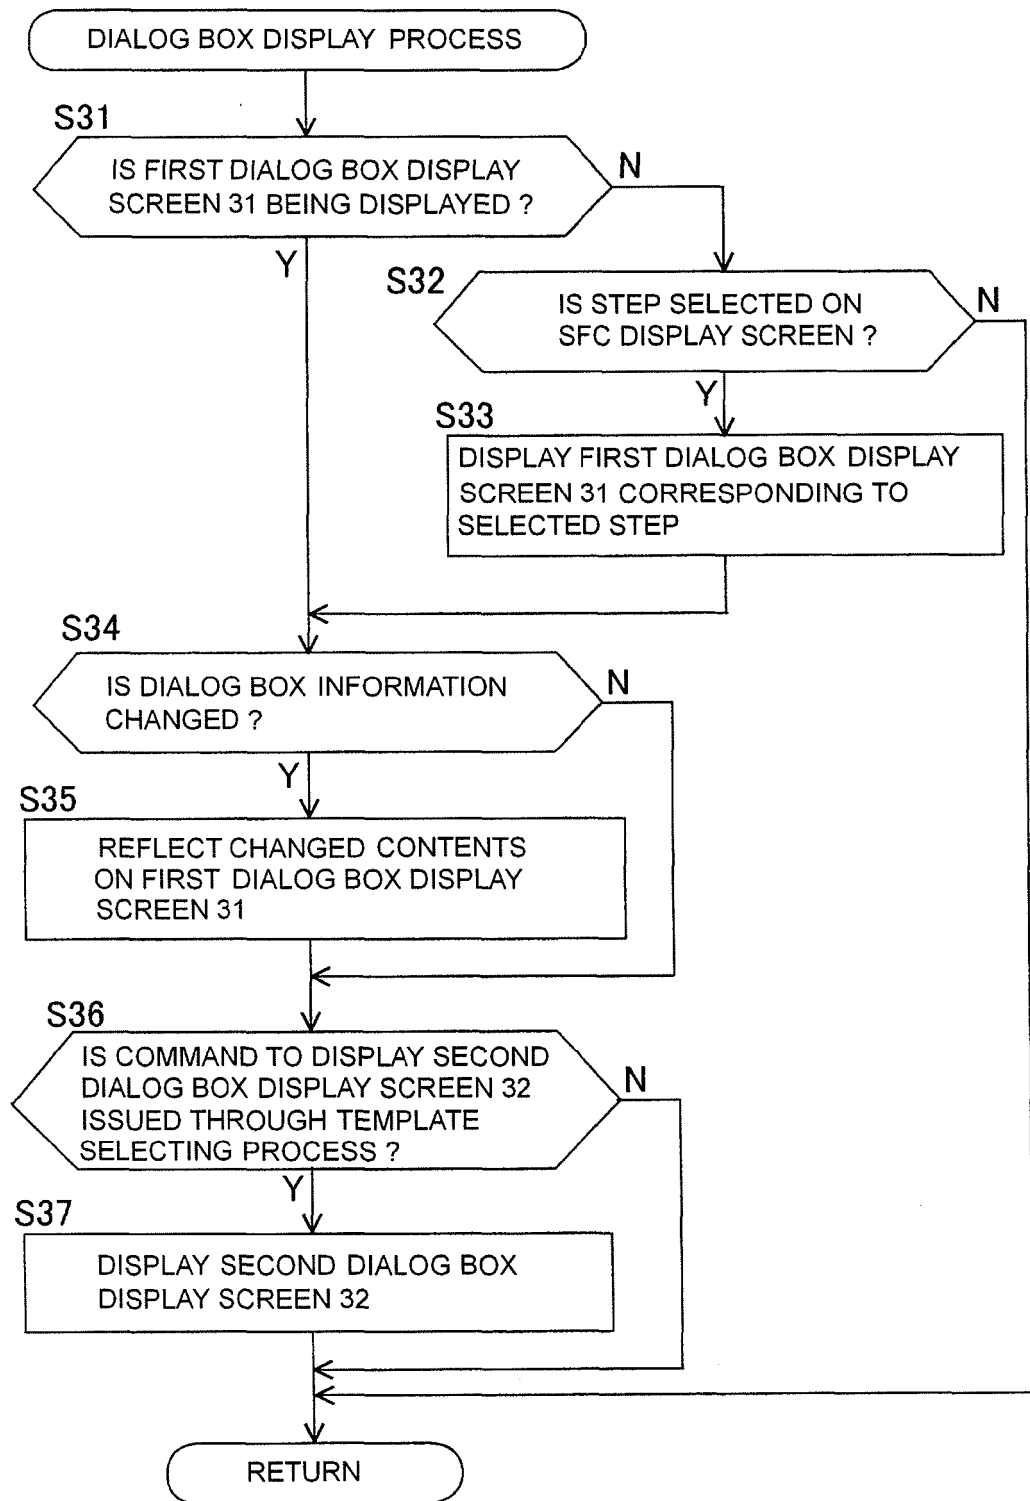 DIALOG BOX DISPLAY PROCESS
S31
IS FIRST DIALOG BOX DISPLAY
SCREEN 31 BEING DISPLAYED ?
N
Y
S32
IS STEP SELECTED ON
SFC DISPLAY SCREEN ?
N
Y
S33
DISPLAY FIRST DIALOG BOX DISPLAY
SCREEN 31 CORRESPONDING TO
SELECTED STEP
S34
IS DIALOG BOX INFORMATION
CHANGED ?
N
Y
S35
REFLECT CHANGED CONTENTS
ON FIRST DIALOG BOX DISPLAY
SCREEN 31
S36
IS COMMAND TO DISPLAY SECOND
DIALOG BOX DISPLAY SCREEN 32
ISSUED THROUGH TEMPLATE
SELECTING PROCESS ?
N
Y
S37
DISPLAY SECOND DIALOG BOX
DISPLAY SCREEN 32
RETURN